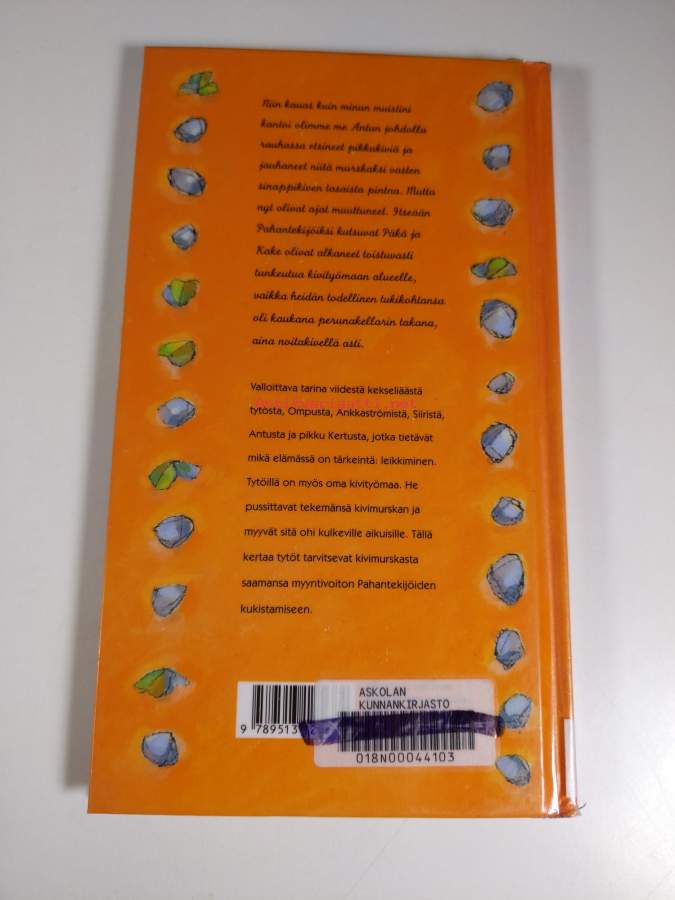 Niin kauas kuin minun muistini
kantoi olimme me Antun johdolla
rauhassa etsineet pikkukiviä ja
jauhaneet niitä murskaksi vasten
sinappikiven tasaista pintaa. Mutta
nyt olivat ajat muuttuneet. Itseään
Pahantekijöiksi kutsuvat Päkä ja
Kake olivat alkaneet toistuvasti
tunkeutua kivityömaan alueelle,
vaikka heidän todellinen tukikohtansa
oli kaukana perunakellarin takana,
aina noitakivellä asti.
Valloittava tarina viidestä kekseliäästä
tytöstä, Ompusta, Ankkaströmistä, Siiristä,
Antusta ja pikku Kertusta, jotka tietävät
mikä elämässä on tärkeintä: leikkiminen.
Tytöillä on myös oma kivityömaa. He
pussittavat tekemänsä kivimurskan ja
myyvät sitä ohi kulkeville aikuisille. Tällä
kertaa tytöt tarvitsevat kivimurskasta
saamansa myyntivoiton Pahantekijöiden
kukistamiseen.
ASKOLAN
KUNNANKIRJASTO
9 789513
018N00044103